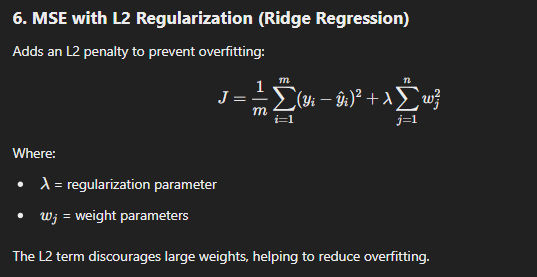 6. MSE with L2 Regularization (Ridge Regression)
Adds an L2 penalty to prevent overfitting:
J = \frac{1}{m} \sum_{i=1}^{m} (y_i - \hat{y}_i)^2 + \lambda \sum_{j=1}^{n} w_j^2
Where:
• λ = regularization parameter
• w_j = weight parameters
The L2 term discourages large weights, helping to reduce overfitting.